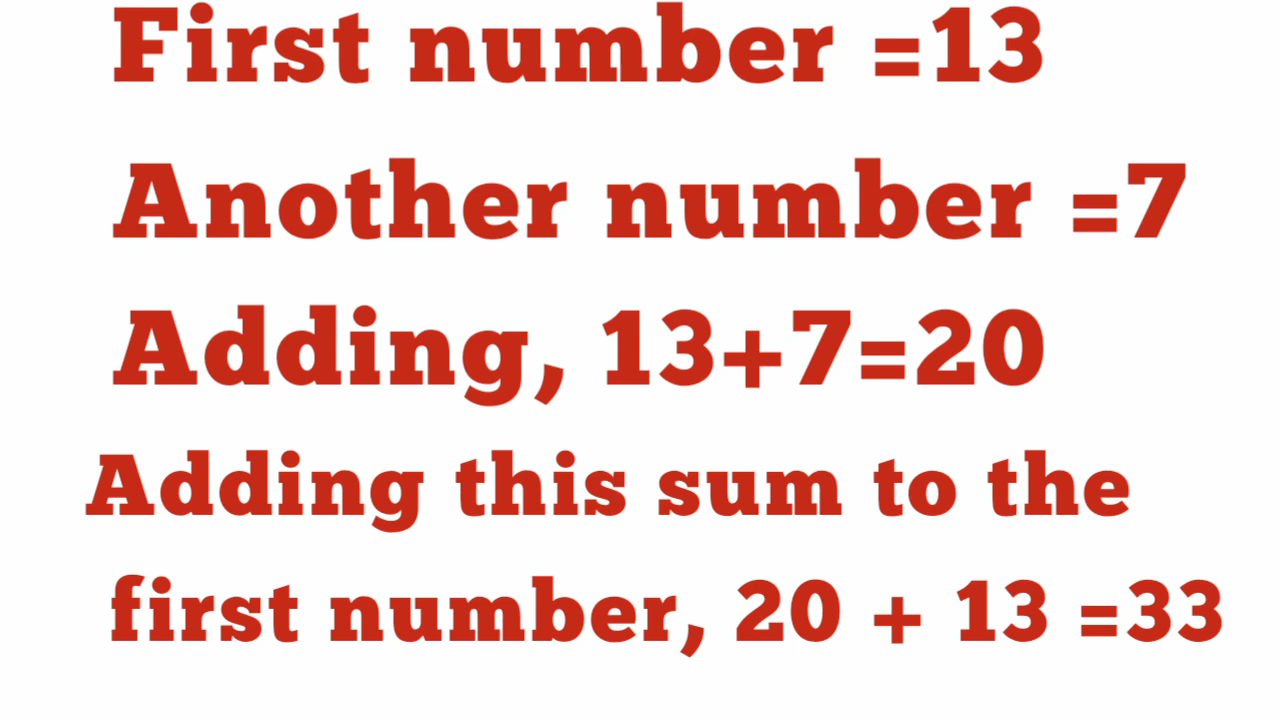 First number =13
Another number =7
Adding, 13+7=20
Adding this sum to the
first number, 20 + 13 =33